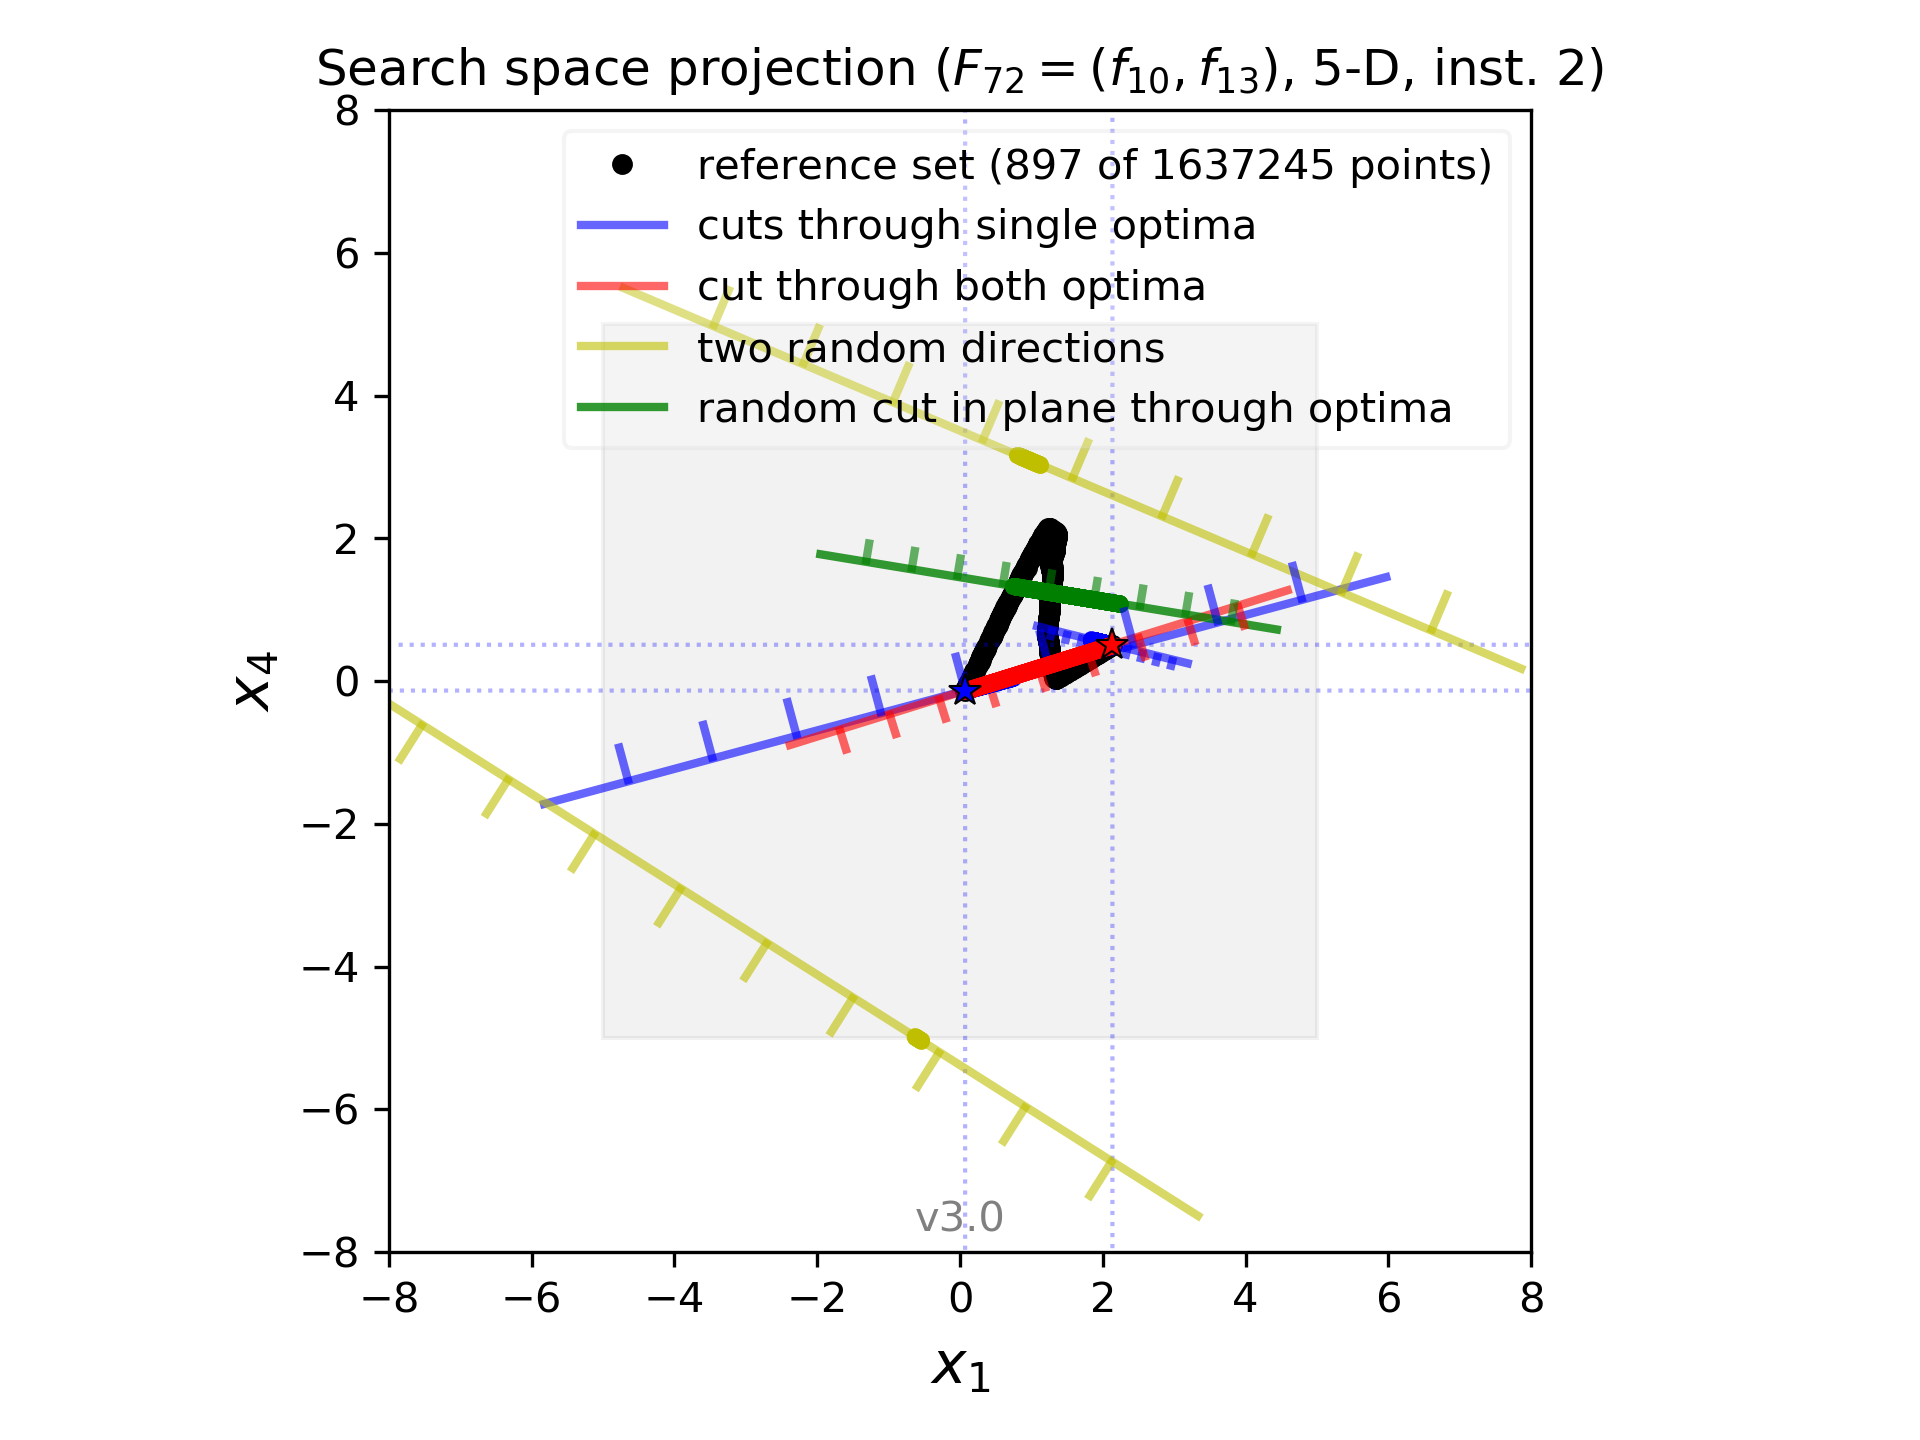 Search space projection (F₇₂ = (f₁₀, f₁₃), 5-D, inst. 2)
reference set (897 of 1637245 points)
cuts through single optima
cut through both optima
two random directions
random cut in plane through optima
8
6
4
2
0
−2
−4
−6
−8
x₄
v3.0
−8 −6 −4 −2 0 2 4 6 8
x₁